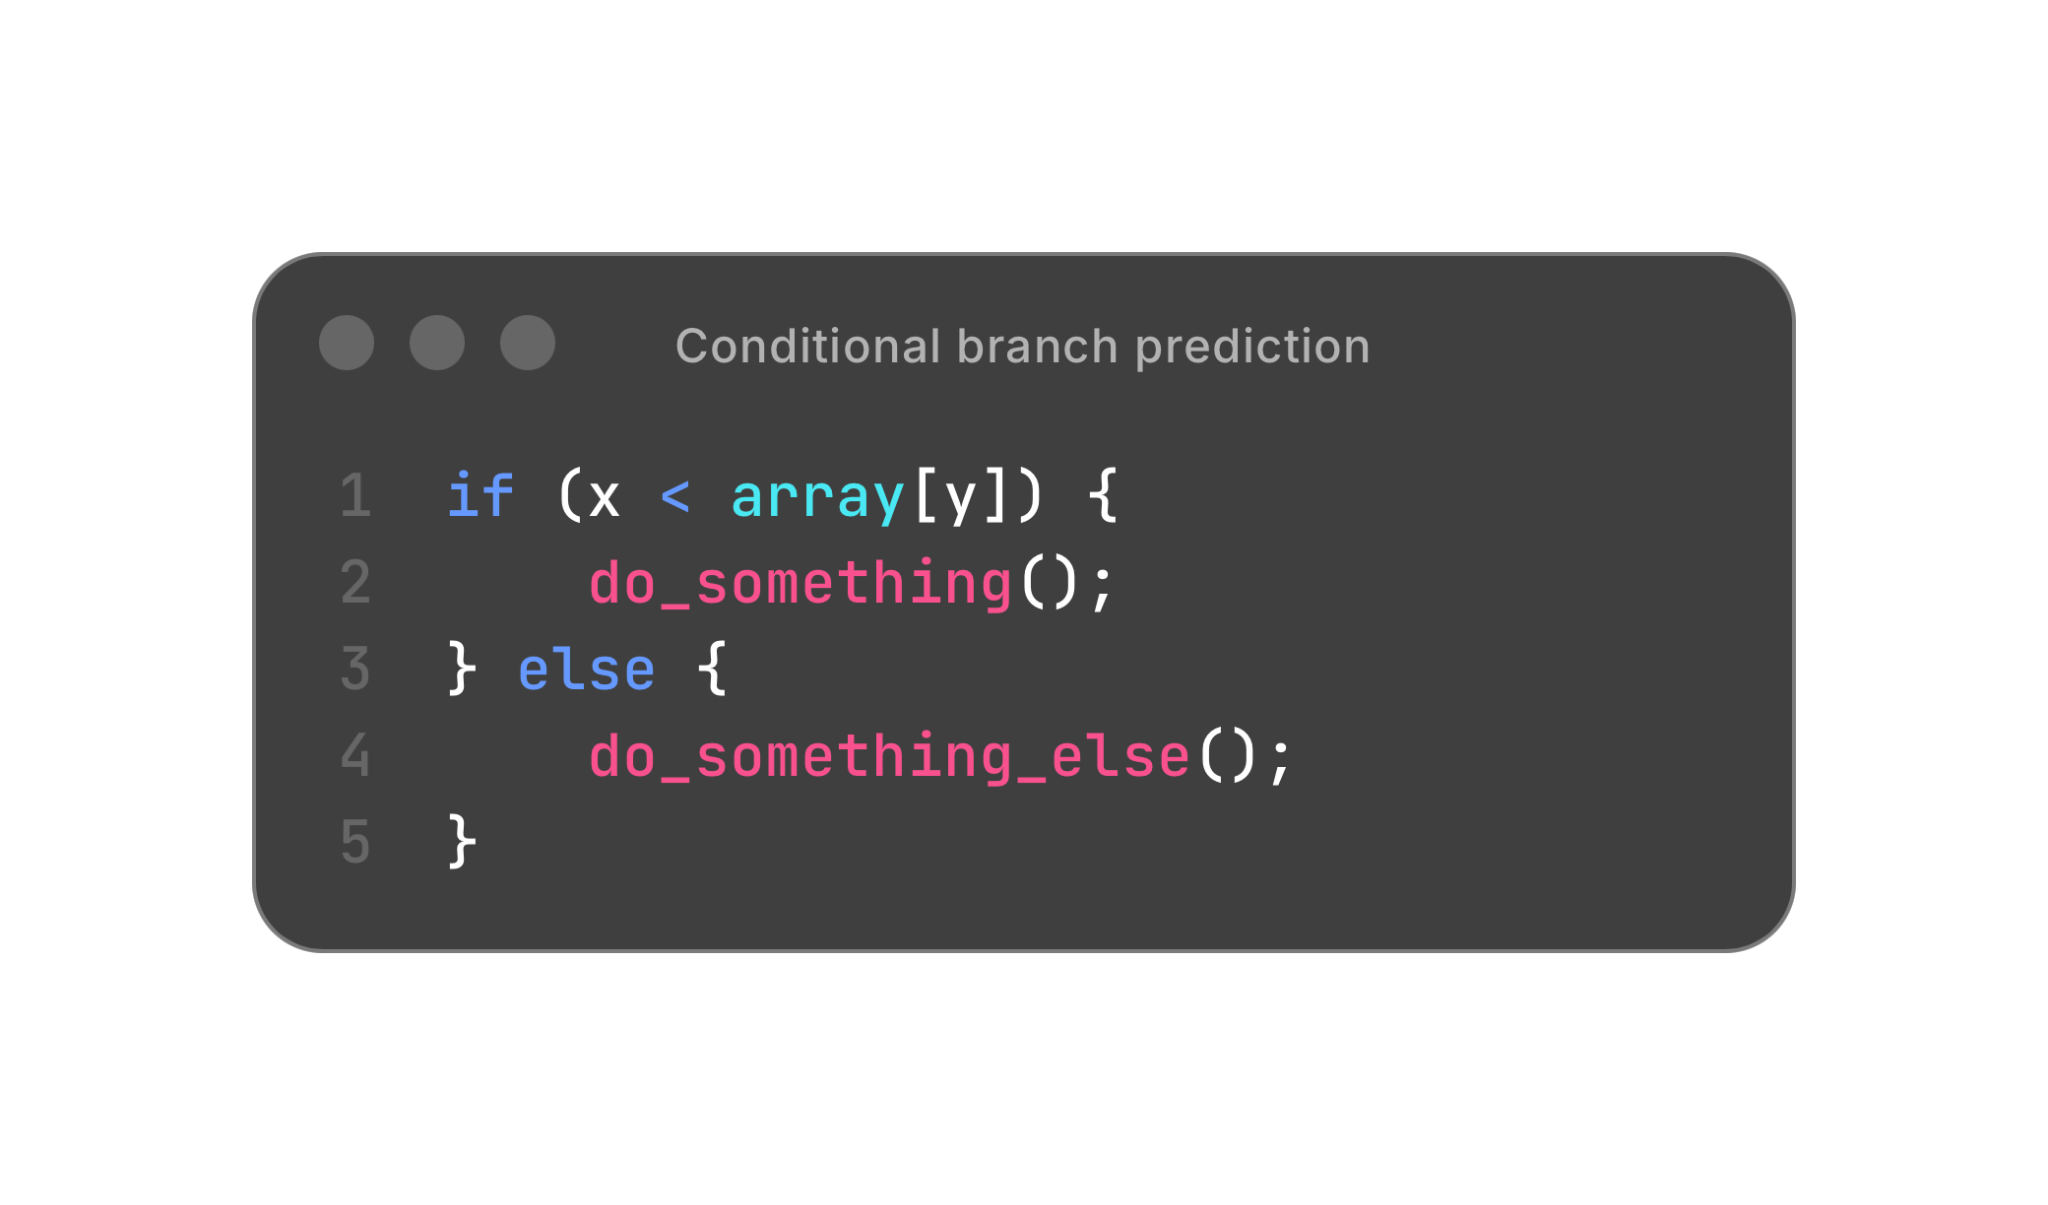 Conditional branch prediction
1 if (x < array[y]) {
2     do_something();
3 } else {
4     do_something_else();
5 }